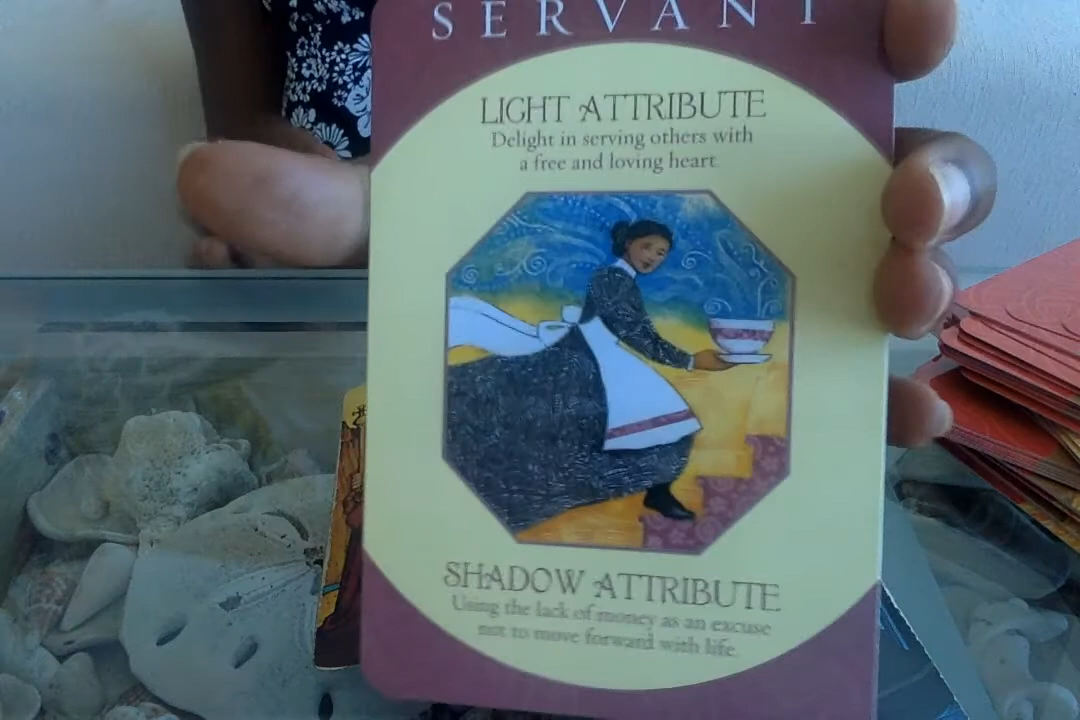 SERVANT
LIGHT ATTRIBUTE
Delight in serving others with
a free and loving heart.
SHADOW ATTRIBUTE
Using the lack of money as an excuse
not to move forward with life.